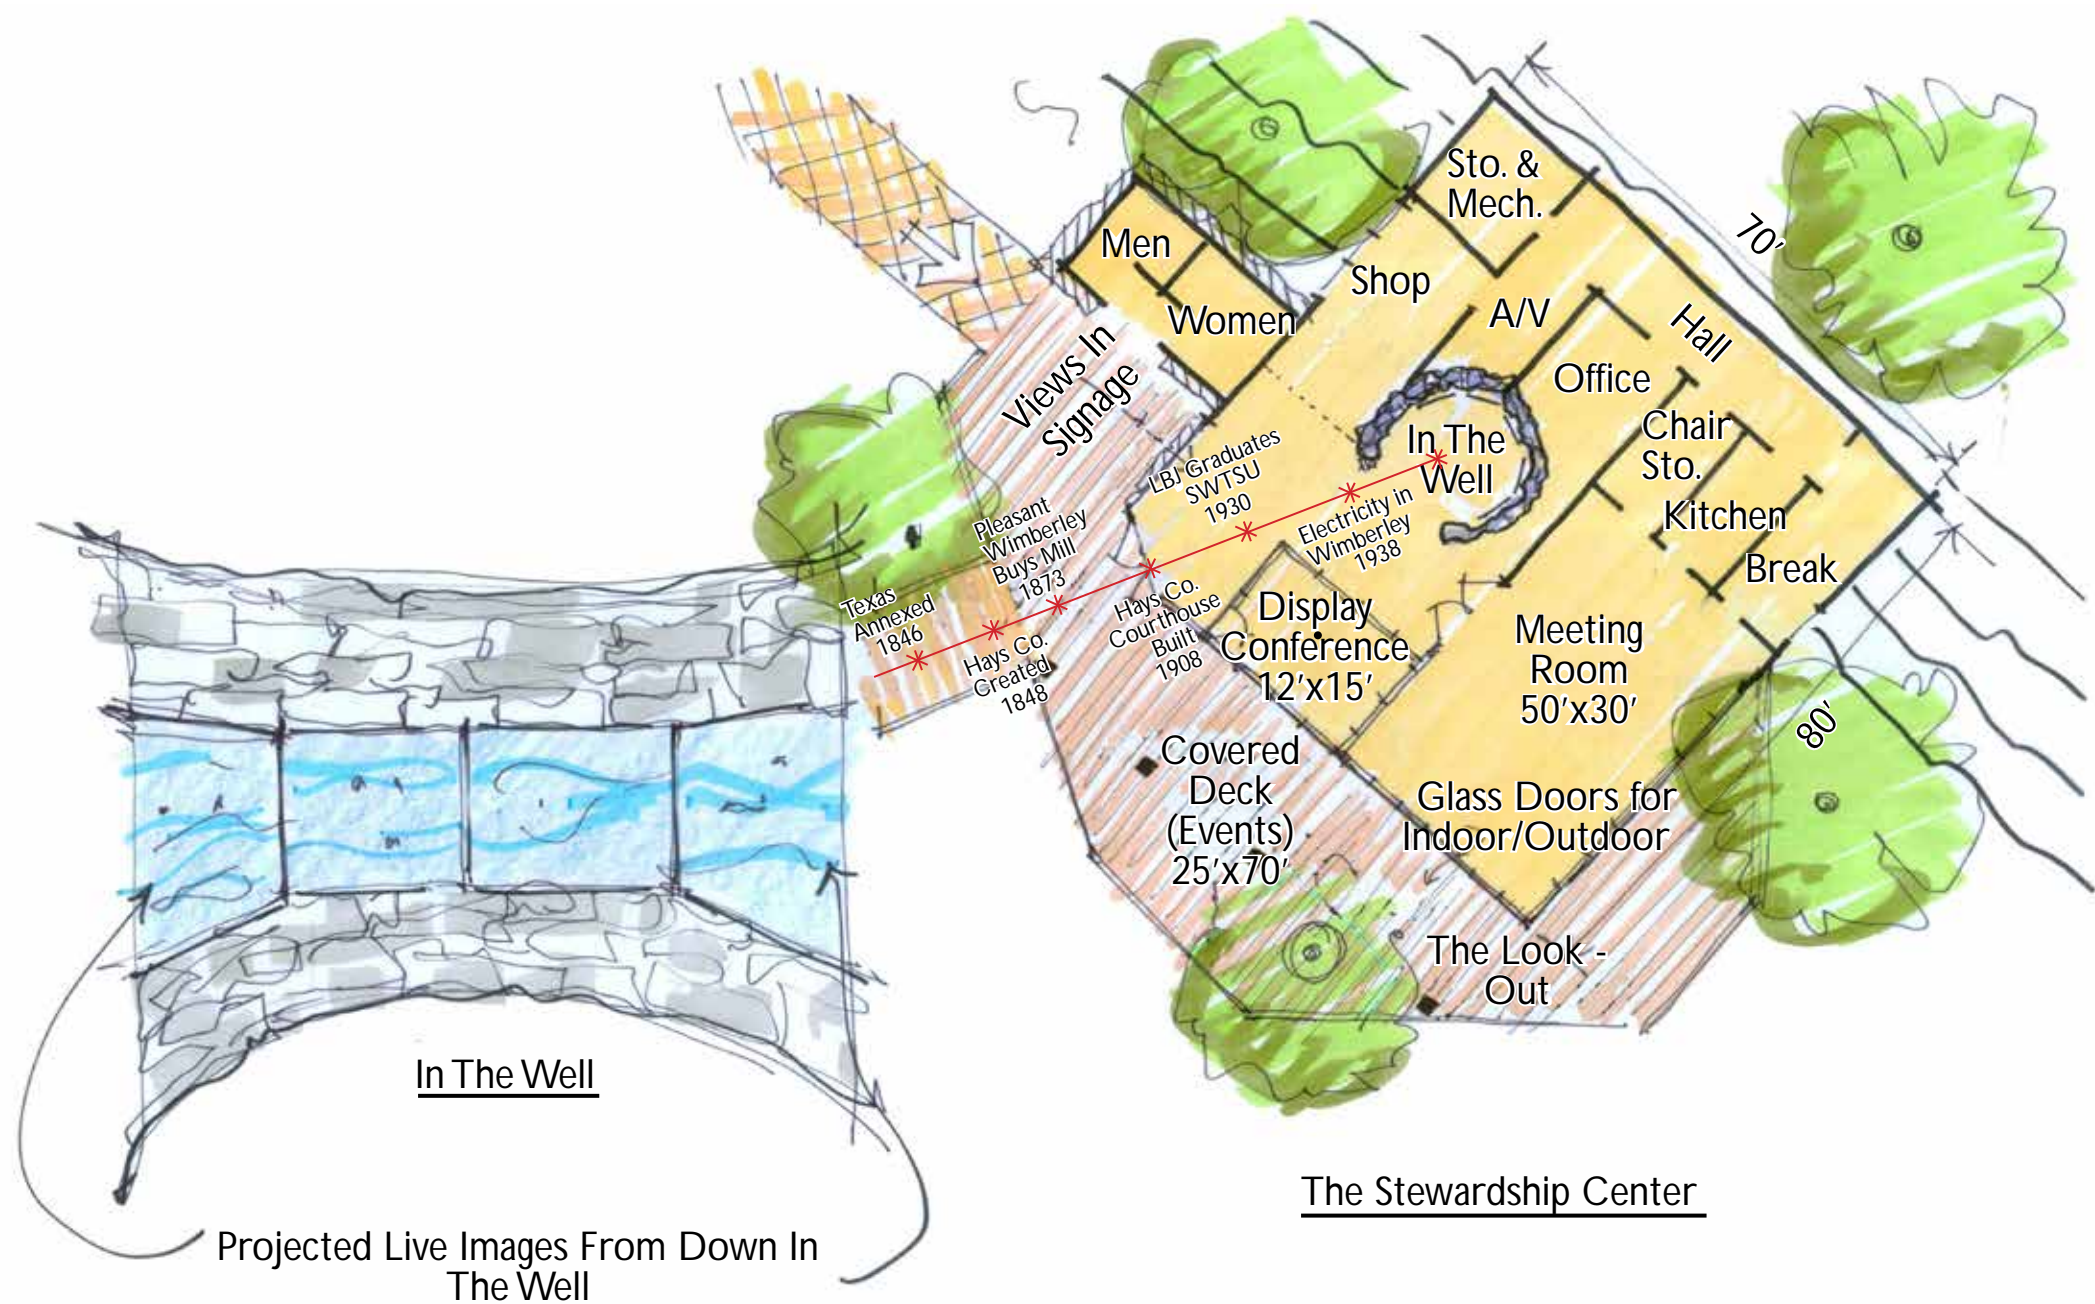 Sto. &
Mech.
70'
Men
Shop
Women
A/V
Hall
Views In
Signage
Office
Chair
Sto.
In The
Well
Kitchen
Break
LBJ Graduates
SWTSU
1930
Electricity in
Wimberley
1938
Pleasant
Wimberley
Buys Mill
1873
Texas
Annexed
1846
Hays Co.
Created
1848
Hays Co.
Courthouse
Built
1908
Display
Conference
12'x15'
Meeting
Room
50'x30'
80'
Covered
Deck
(Events)
25'x70'
Glass Doors for
Indoor/Outdoor
The Look -
Out
In The Well
The Stewardship Center
Projected Live Images From Down In
The Well